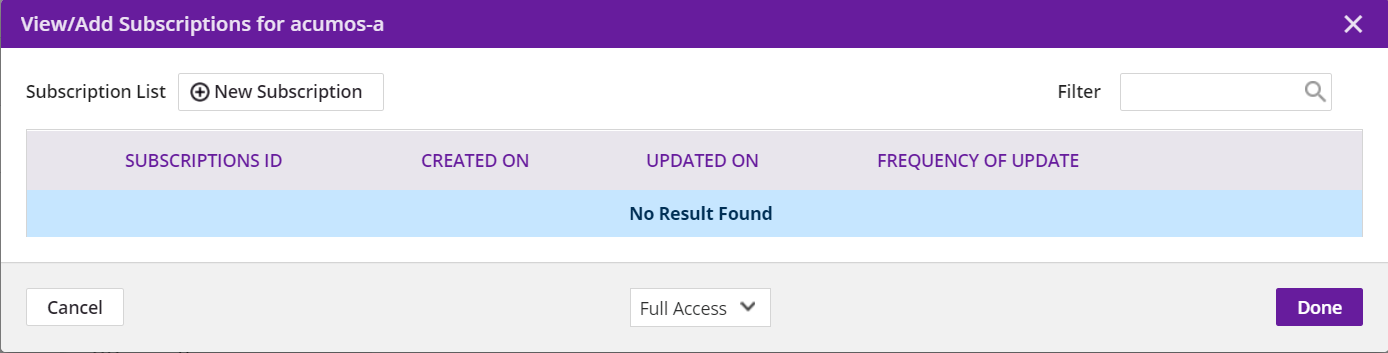 View/Add Subscriptions for acumos-a
Subscription List
New Subscription
Filter
SUBSCRIPTIONS ID CREATED ON UPDATED ON FREQUENCY OF UPDATE
No Result Found
Cancel
Full Access
Done